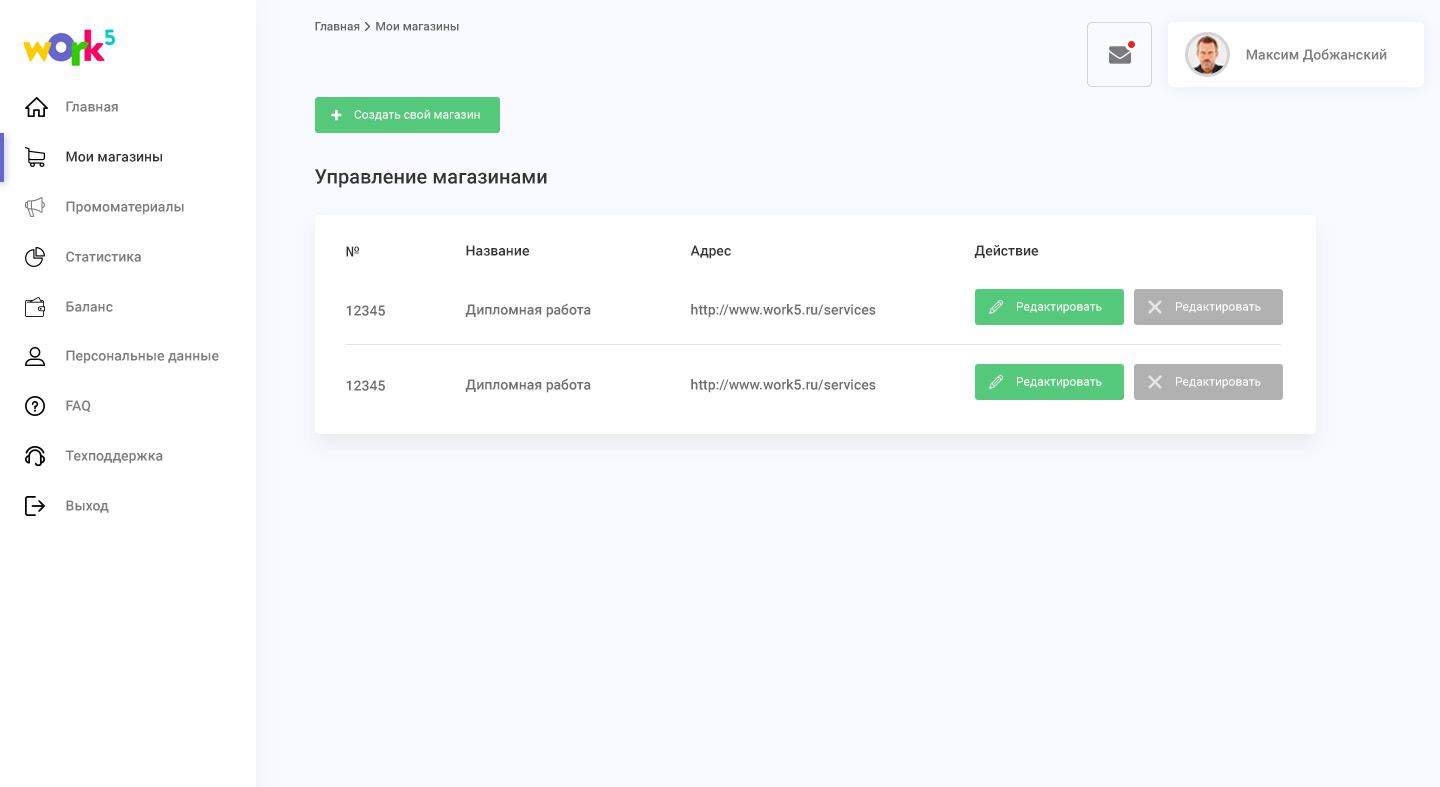 work5
Главная > Мои магазины
Максим Добжанский
Главная
Мои магазины
Промоматериалы
Статистика
Баланс
Персональные данные
FAQ
Техподдержка
Выход
+ Создать свой магазин
Управление магазинами
№ Название Адрес Действие
12345 Дипломная работа http://www.work5.ru/services Редактировать Редактировать
12345 Дипломная работа http://www.work5.ru/services Редактировать Редактировать